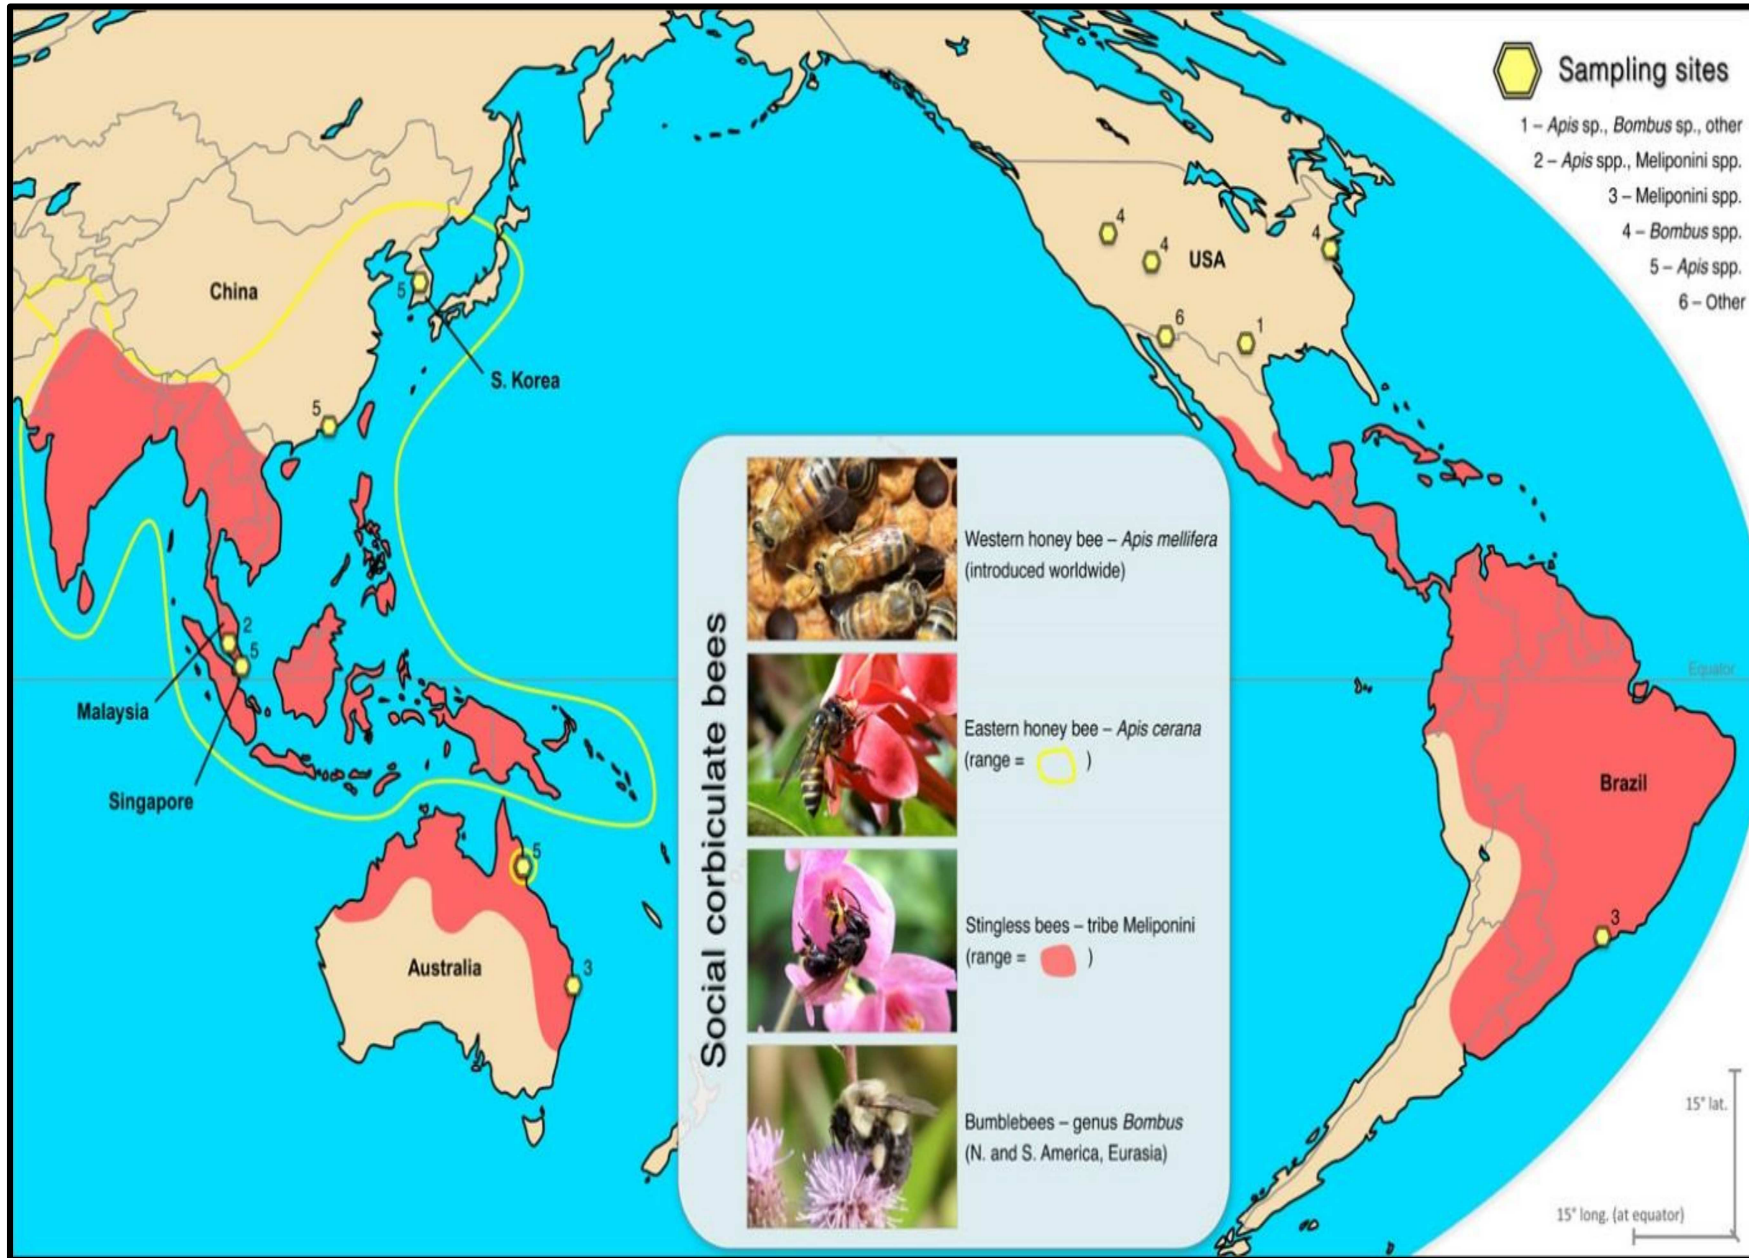 Sampling sites
1 – Apis sp., Bombus sp., other
2 – Apis spp., Meliponini spp.
3 – Meliponini spp.
4 – Bombus spp.
5 – Apis spp.
6 – Other
4
4
4
USA
6
1
China
5
S. Korea
5
2
5
Malaysia
Singapore
Equator
Brazil
5
3
Australia
3
Social corbiculate bees
Western honey bee – Apis mellifera
(introduced worldwide)
Eastern honey bee – Apis cerana
(range = )
Stingless bees – tribe Meliponini
(range = )
Bumblebees – genus Bombus
(N. and S. America, Eurasia)
15° lat.
15° long. (at equator)